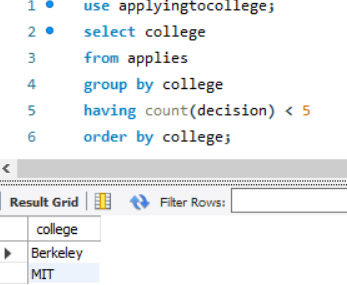 1 use applyingtocollege;
2 select college
3 from applies
4 group by college
5 having count(decision) < 5
6 order by college;
Result Grid Filter Rows:
college
Berkeley
MIT